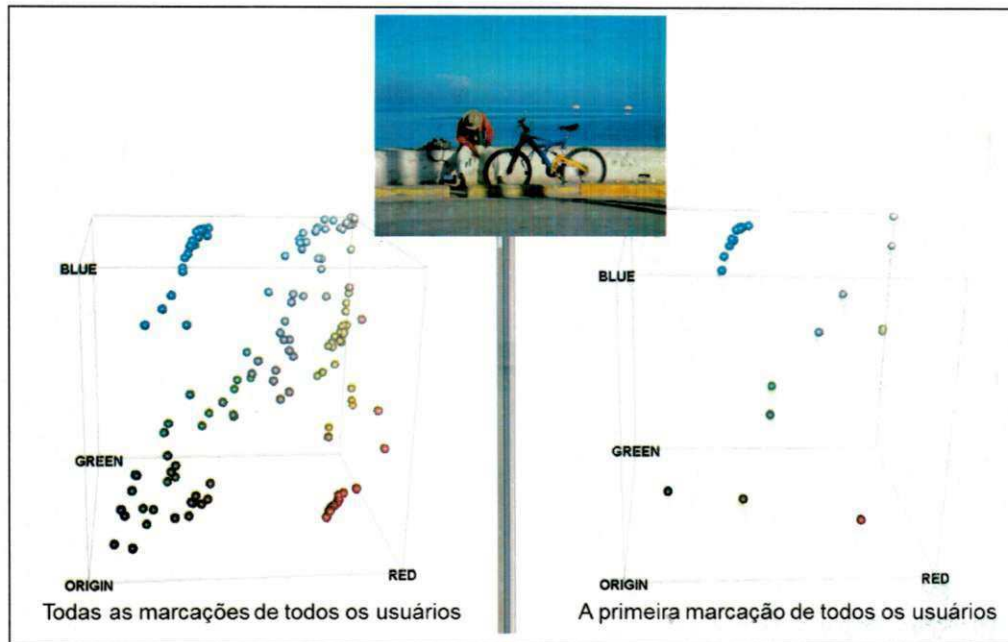 BLUE
GREEN
ORIGIN
RED
Todas as marcações de todos os usuários
BLUE
GREEN
ORIGIN
RED
A primeira marcação de todos os usuários